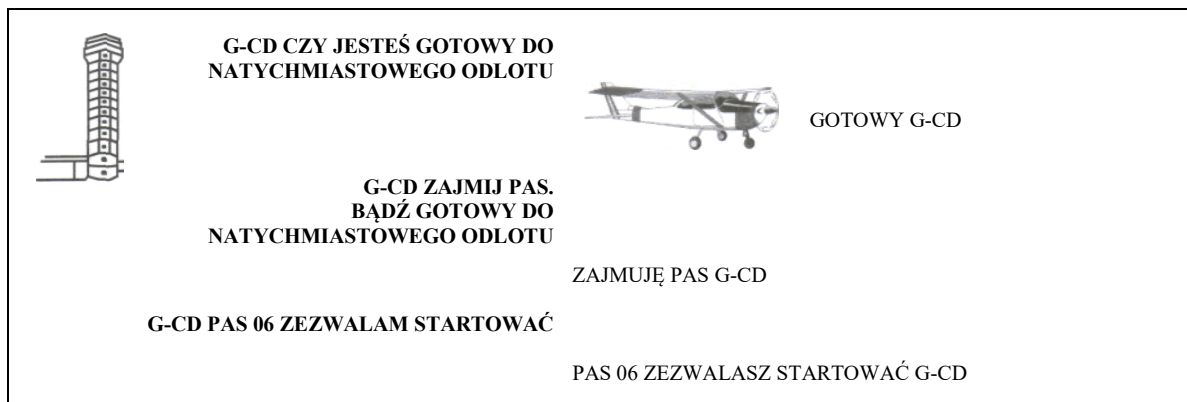 G-CD CZY JESTEŚ GOTOWY DO
NATYCHMIASTOWEGO ODLOTU
GOTOWY G-CD
G-CD ZAJMIJ PAS.
BĄDŹ GOTOWY DO
NATYCHMIASTOWEGO ODLOTU
ZAJMUJĘ PAS G-CD
G-CD PAS 06 ZEZWALAM STARTOWAĆ
PAS 06 ZEZWALASZ STARTOWAĆ G-CD